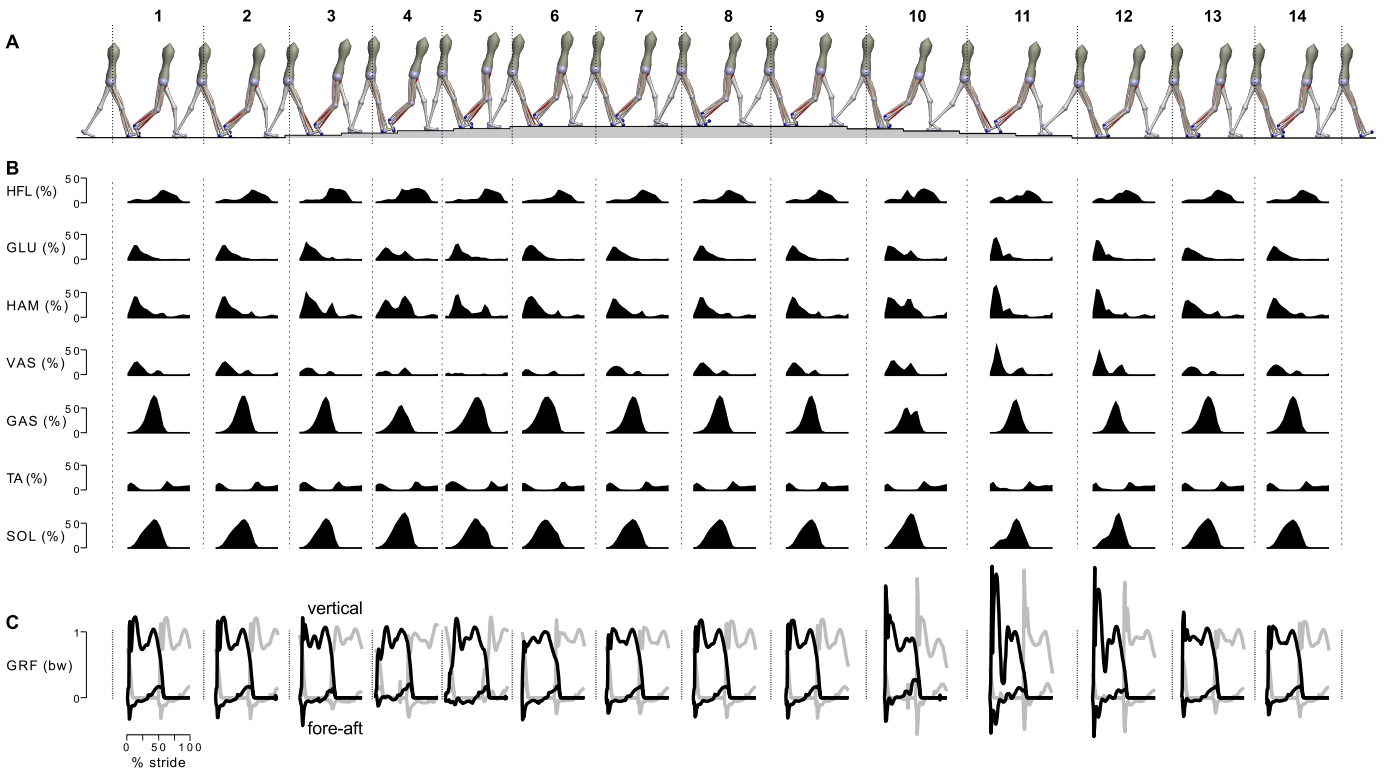 1 2 3 4 5 6 7 8 9 10 11 12 13 14
A
B
HFL (%) 50 0
GLU (%) 50 0
HAM (%) 50 0
VAS (%) 50 0
GAS (%) 50 0
TA (%) 50 0
SOL (%) 50 0
C
vertical
GRF (bw) 1 0
fore-aft
0 50 100
% stride